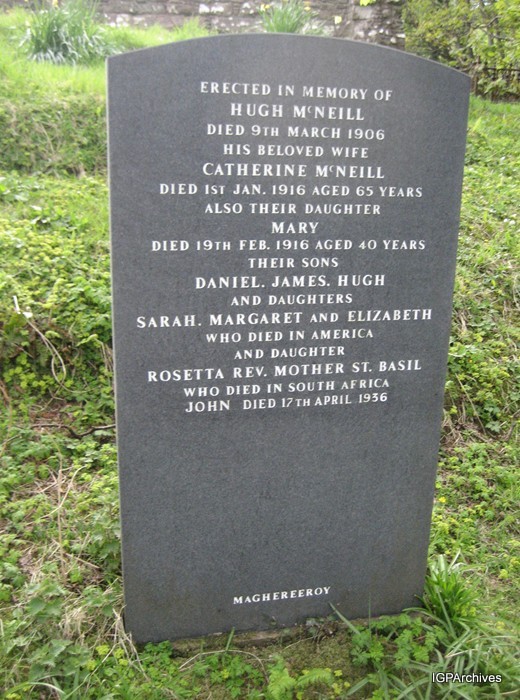 ERECTED IN MEMORY OF
HUGH McNEILL
DIED 9TH MARCH 1906
HIS BELOVED WIFE
CATHERINE McNEILL
DIED 1ST JAN. 1916 AGED 65 YEARS
ALSO THEIR DAUGHTER
MARY
DIED 19TH FEB. 1916 AGED 40 YEARS
THEIR SONS
DANIEL. JAMES. HUGH
AND DAUGHTERS
SARAH. MARGARET AND ELIZABETH
WHO DIED IN AMERICA
AND DAUGHTER
ROSETTA REV. MOTHER ST. BASIL
WHO DIED IN SOUTH AFRICA
JOHN DIED 17TH APRIL 1936
MAGHEREEROY
IGPArchives